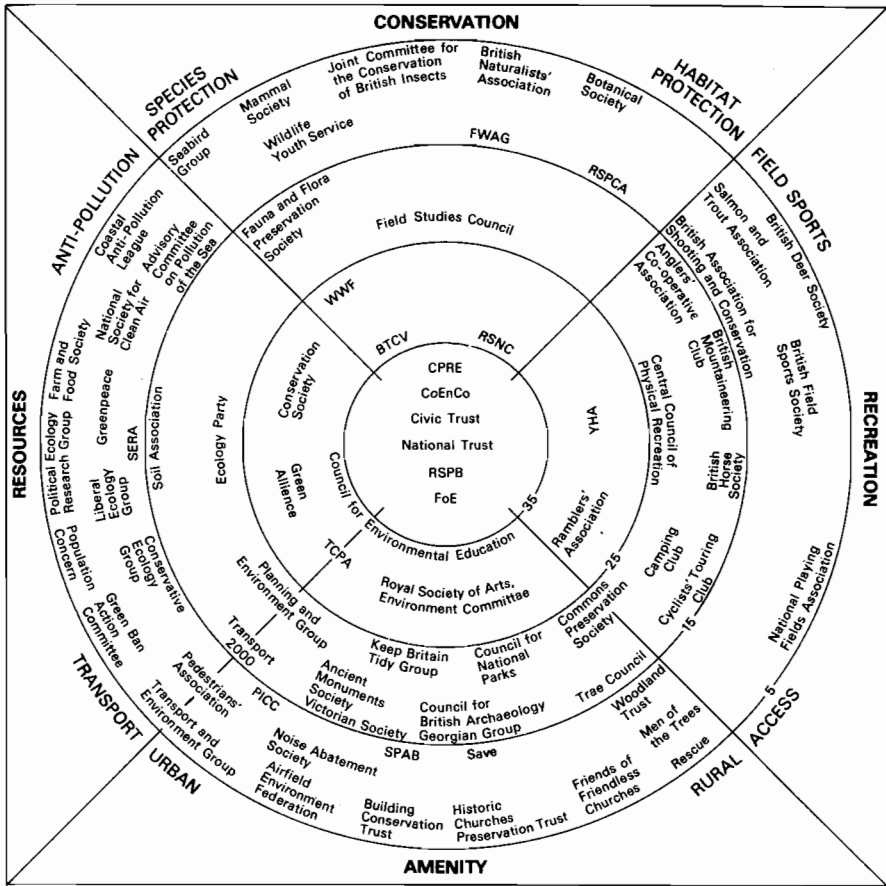 CONSERVATION
SPECIES
PROTECTION
HABITAT
PROTECTION
Seabird
Group
Mammal
Society
Wildlife
Youth Service
Joint Committee for
the Conservation
of British Insects
British
Naturalists'
Association
Botanical
Society
FWAG
RSPCA
Fauna and Flora
Preservation
Society
Field Studies Council
WWF
BTCV
RSNC
FIELD SPORTS
Salmon and
Trout Association
British Deer Society
British Association for
Shooting and Conservation
Anglers'
Co-operative
Association
British
Mountaineering
Club
British Field
Sports Society
Central Council of
Physical Recreation
YHA
British
Horse
Society
Ramblers'
Association
Camping
Club
Cyclists' Touring
Club
National Playing
Fields Association
RECREATION
ACCESS
35
25
15
5
CPRE
CoEnCo
Civic Trust
National Trust
RSPB
FoE
ANTI-POLLUTION
Coastal
Anti-Pollution
League
Advisory
Committee
on Pollution
of the Sea
National
Society for
Clean Air
Farm and
Food Society
Greenpeace
SERA
Soil Association
Ecology Party
Conservation
Society
Green
Allience
RESOURCES
Political Ecology
Research Group
Liberal
Ecology
Group
Conservative
Ecology
Group
Population
Concern
Green Ban
Action
Committee
TRANSPORT
Pedestrians'
Association
Transport and
Environment Group
Transport
2000
Planning and
Environment Group
TCPA
Council for Environmental Education
Royal Society of Arts,
Environment Committee
Keep Britain
Tidy Group
Council for
National
Parks
Commons
Preservation
Society
Ancient
Monuments
Society
Victorian Society
Council for
British Archaeology
Georgian Group
Trae Council
PICC
Noise Abatement
Society
Airfield
Environment
Federation
SPAB
Save
Woodland
Trust
Men of
the Trees
Rescue
Building
Conservation
Trust
Historic
Churches
Preservation Trust
Friends of
Friendless
Churches
URBAN
RURAL
AMENITY